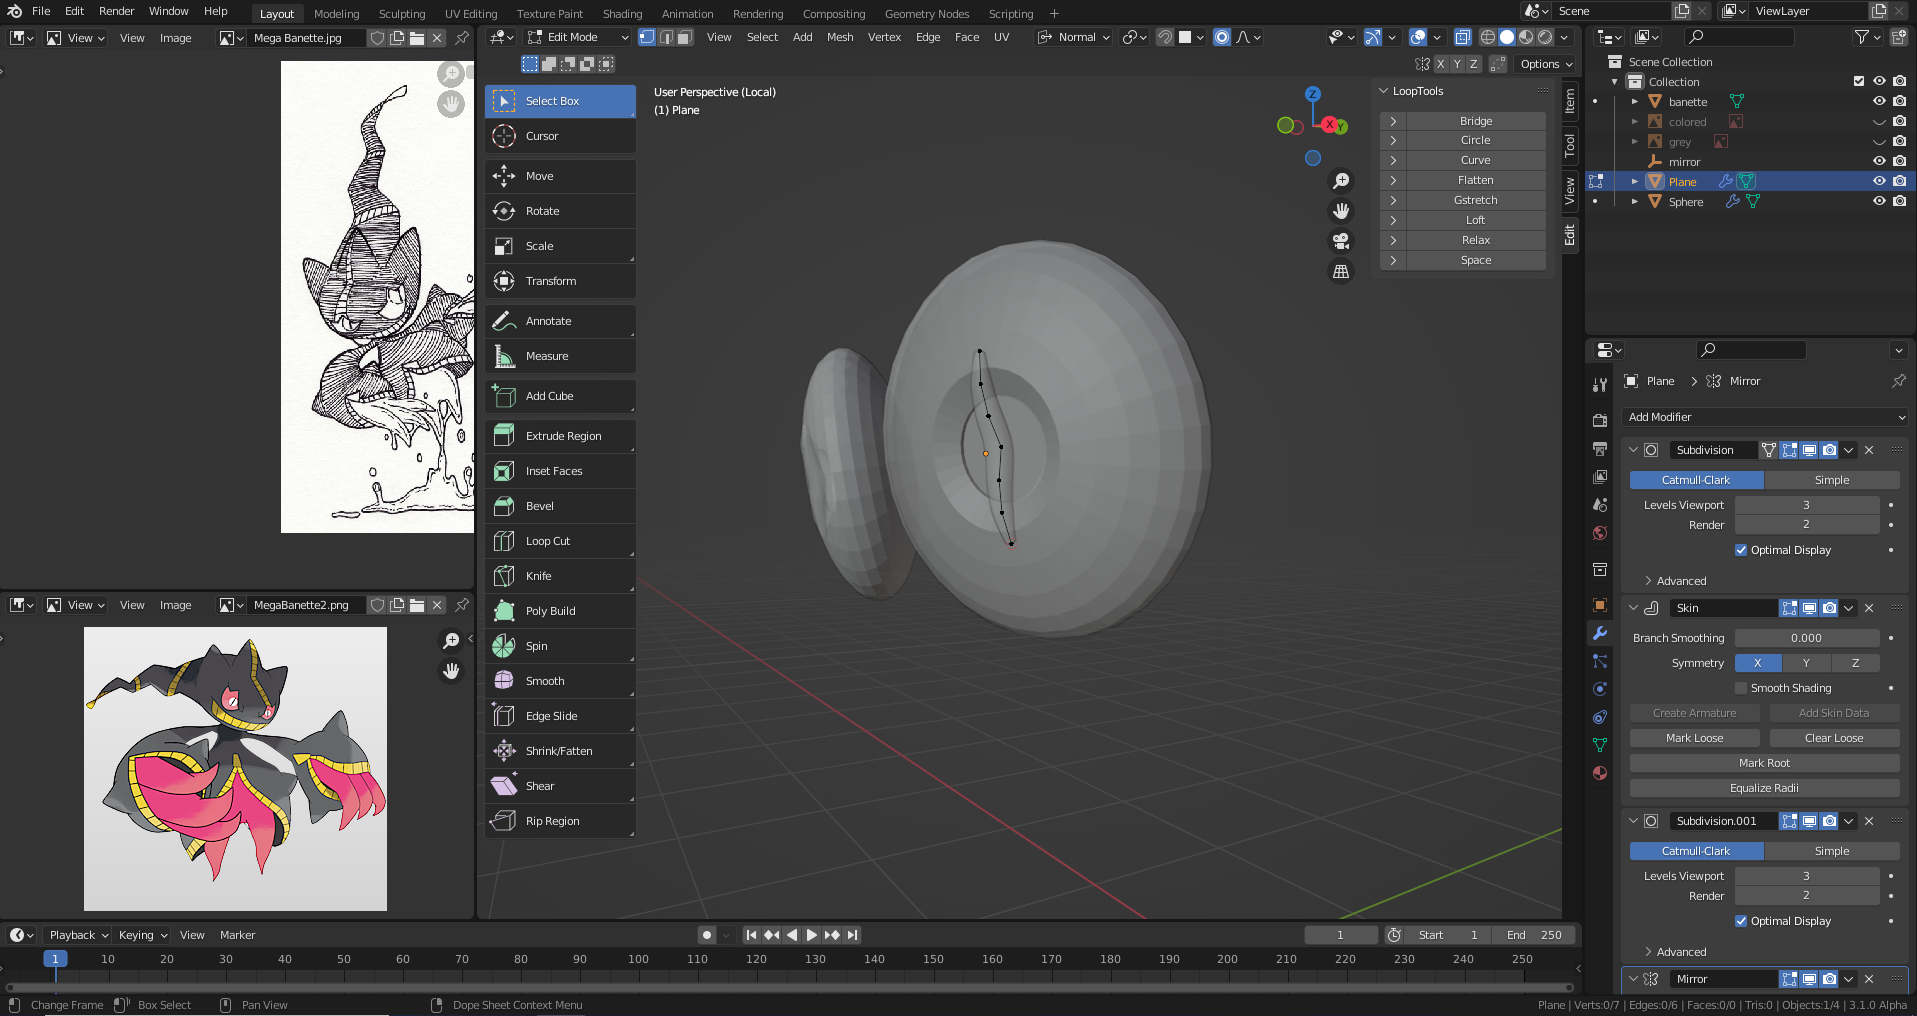 File Edit Render Window Help Layout Modeling Sculpting UV Editing Texture Paint Shading Animation Rendering Compositing Geometry Nodes Scripting + Scene ViewLayer
View View Image Mega Banette.jpg
Edit Mode View Select Add Mesh Vertex Edge Face UV Normal
X Y Z Options
Select Box
Cursor
Move
Rotate
Scale
Transform
Annotate
Measure
Add Cube
Extrude Region
Inset Faces
Bevel
Loop Cut
Knife
Poly Build
Spin
Smooth
Edge Slide
Shrink/Fatten
Shear
Rip Region
User Perspective (Local)
(1) Plane
Z
X
Y
LoopTools
Bridge
Circle
Curve
Flatten
Gstretch
Loft
Relax
Space
Item
Tool
View
Edit
Scene Collection
Collection
banette
colored
grey
mirror
Plane
Sphere
Plane Mirror
Add Modifier
Subdivision
Catmull-Clark Simple
Levels Viewport 3
Render 2
Optimal Display
Advanced
Skin
Branch Smoothing 0.000
Symmetry X Y Z
Smooth Shading
Create Armature Add Skin Data
Mark Loose Clear Loose
Mark Root
Equalize Radii
Subdivision.001
Catmull-Clark Simple
Levels Viewport 3
Render 2
Optimal Display
Advanced
Mirror
View View Image MegaBanette2.png
Playback Keying View Marker 1 Start 1 End 250
1 10 20 30 40 50 60 70 80 90 100 110 120 130 140 150 160 170 180 190 200 210 220 230 240 250
Change Frame Box Select Pan View Dope Sheet Context Menu Plane | Verts:0/7 | Edges:0/6 | Faces:0/0 | Tris:0 | Objects:1/4 | 3.1.0 Alpha